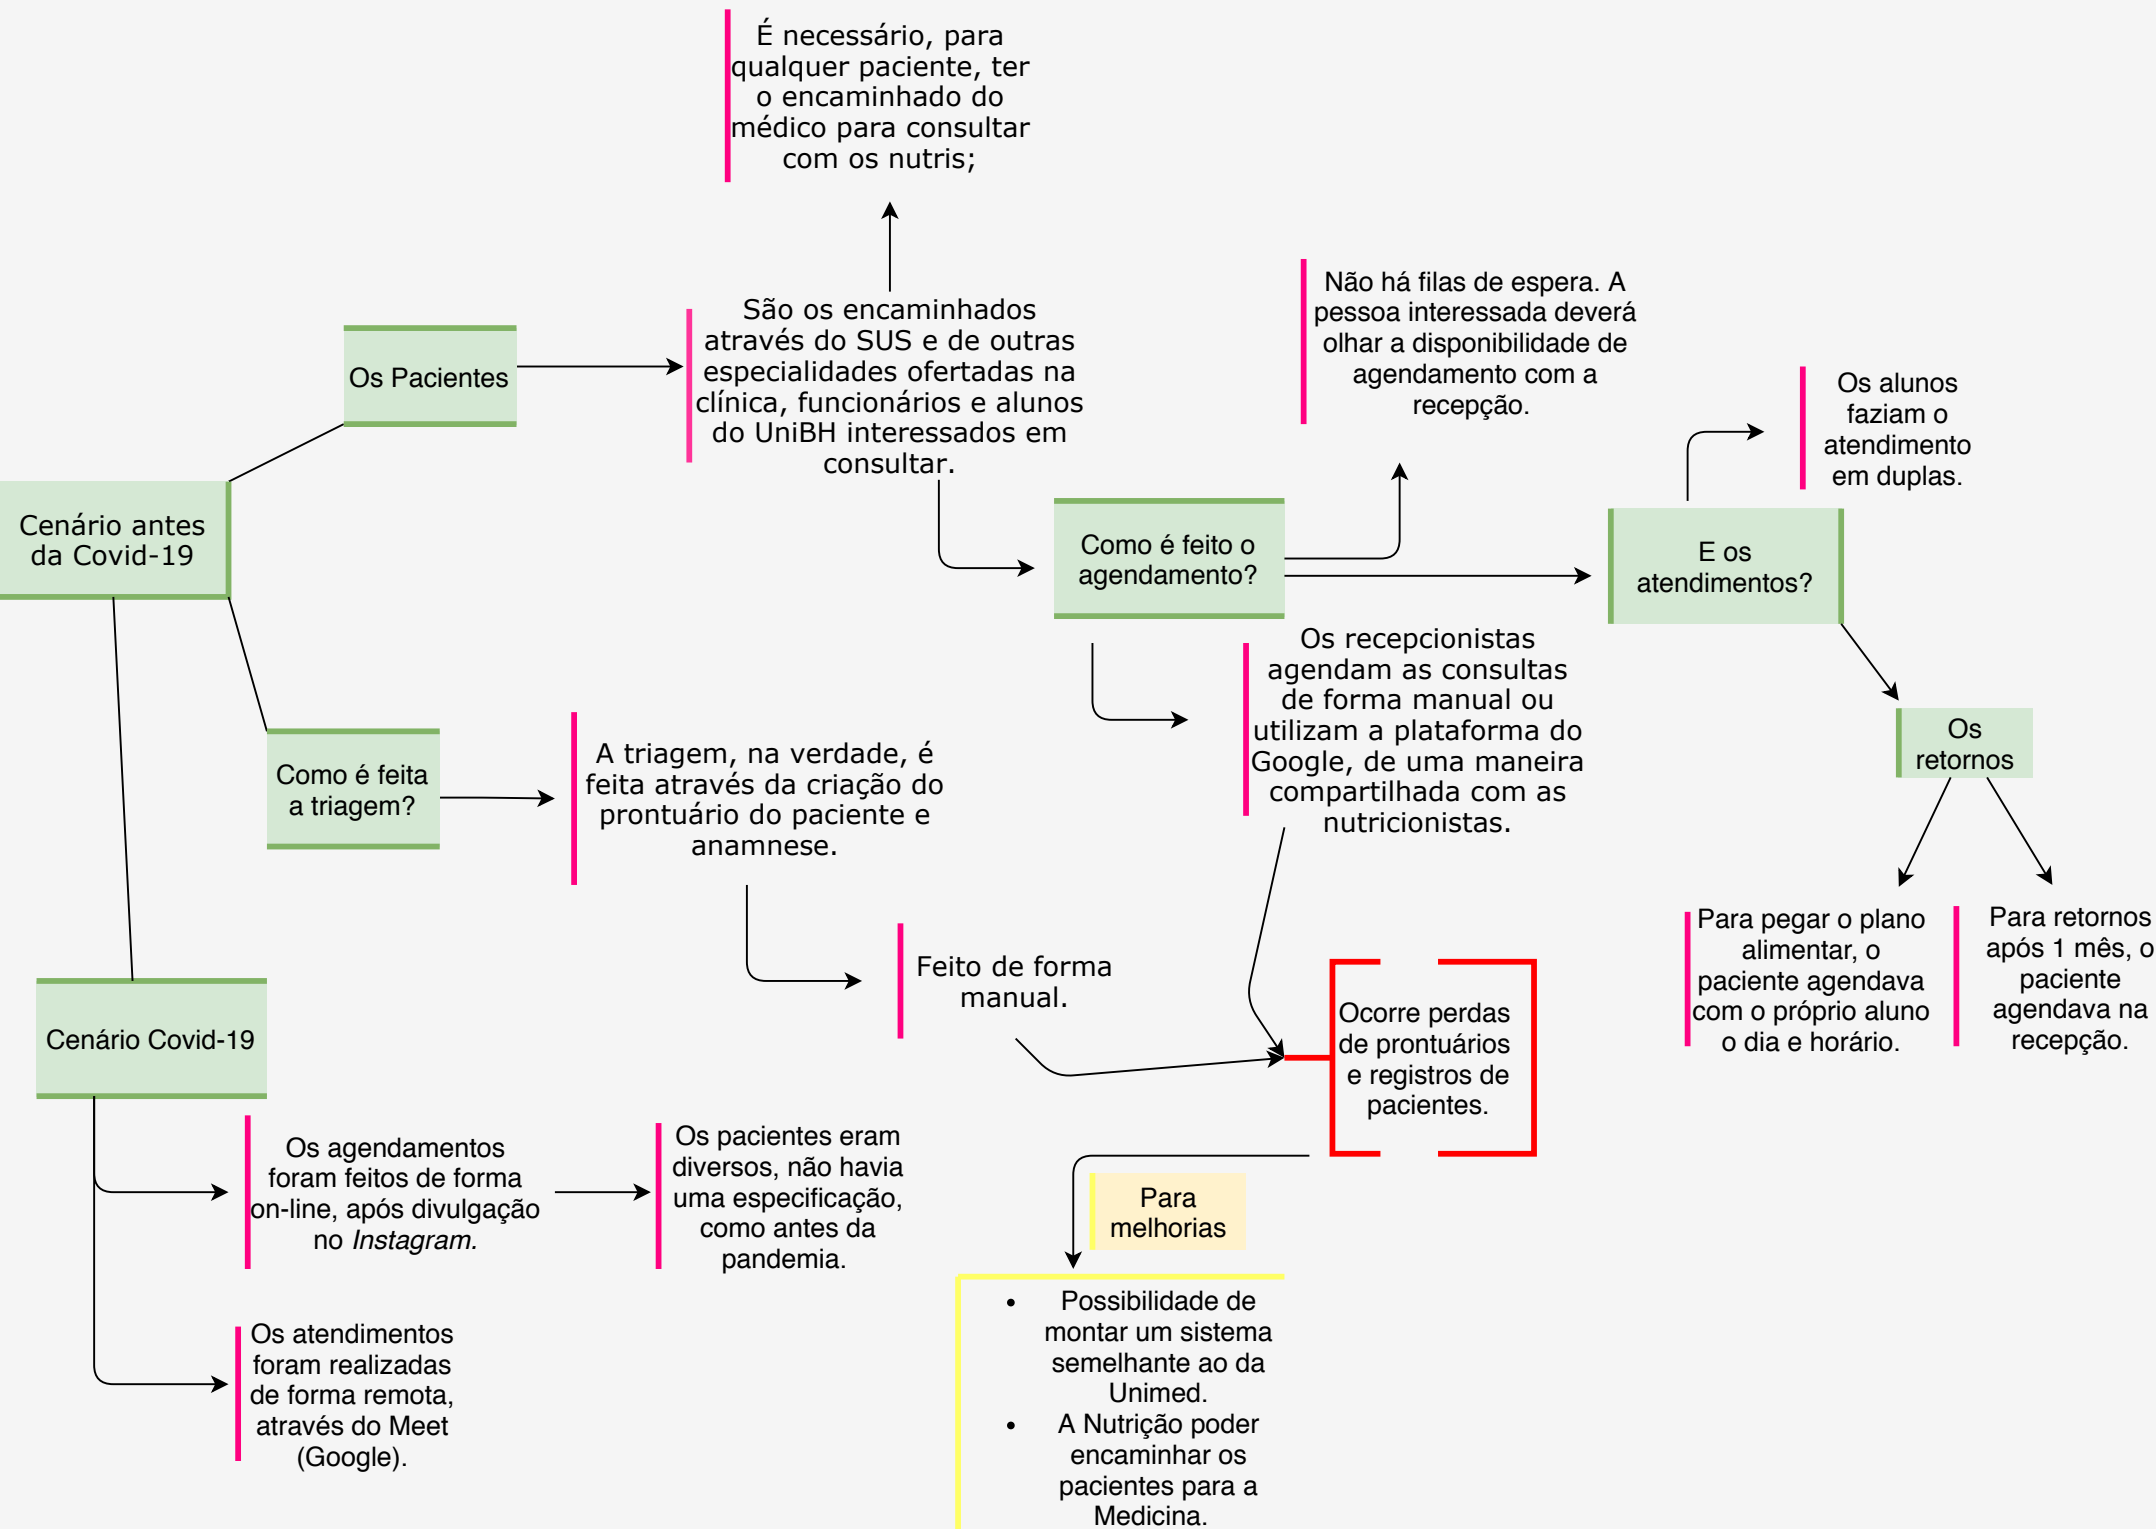 É necessário, para
qualquer paciente, ter
o encaminhado do
médico para consultar
com os nutris;
São os encaminhados
através do SUS e de outras
especialidades ofertadas na
clínica, funcionários e alunos
do UniBH interessados em
consultar.
Os Pacientes
Cenário antes
da Covid-19
Não há filas de espera. A
pessoa interessada deverá
olhar a disponibilidade de
agendamento com a
recepção.
Os alunos
faziam o
atendimento
em duplas.
Como é feito o
agendamento?
E os
atendimentos?
Os recepcionistas
agendam as consultas
de forma manual ou
utilizam a plataforma do
Google, de uma maneira
compartilhada com as
nutricionistas.
Os
retornos
Como é feita
a triagem?
A triagem, na verdade, é
feita através da criação do
prontuário do paciente e
anamnese.
Feito de forma
manual.
Ocorre perdas
de prontuários
e registros de
pacientes.
Para pegar o plano
alimentar, o
paciente agendava
com o próprio aluno
o dia e horário.
Para retornos
após 1 mês, o
paciente
agendava na
recepção.
Cenário Covid-19
Os agendamentos
foram feitos de forma
on-line, após divulgação
no Instagram.
Os pacientes eram
diversos, não havia
uma especificação,
como antes da
pandemia.
Para
melhorias
Os atendimentos
foram realizadas
de forma remota,
através do Meet
(Google).
• Possibilidade de
montar um sistema
semelhante ao da
Unimed.
• A Nutrição poder
encaminhar os
pacientes para a
Medicina.